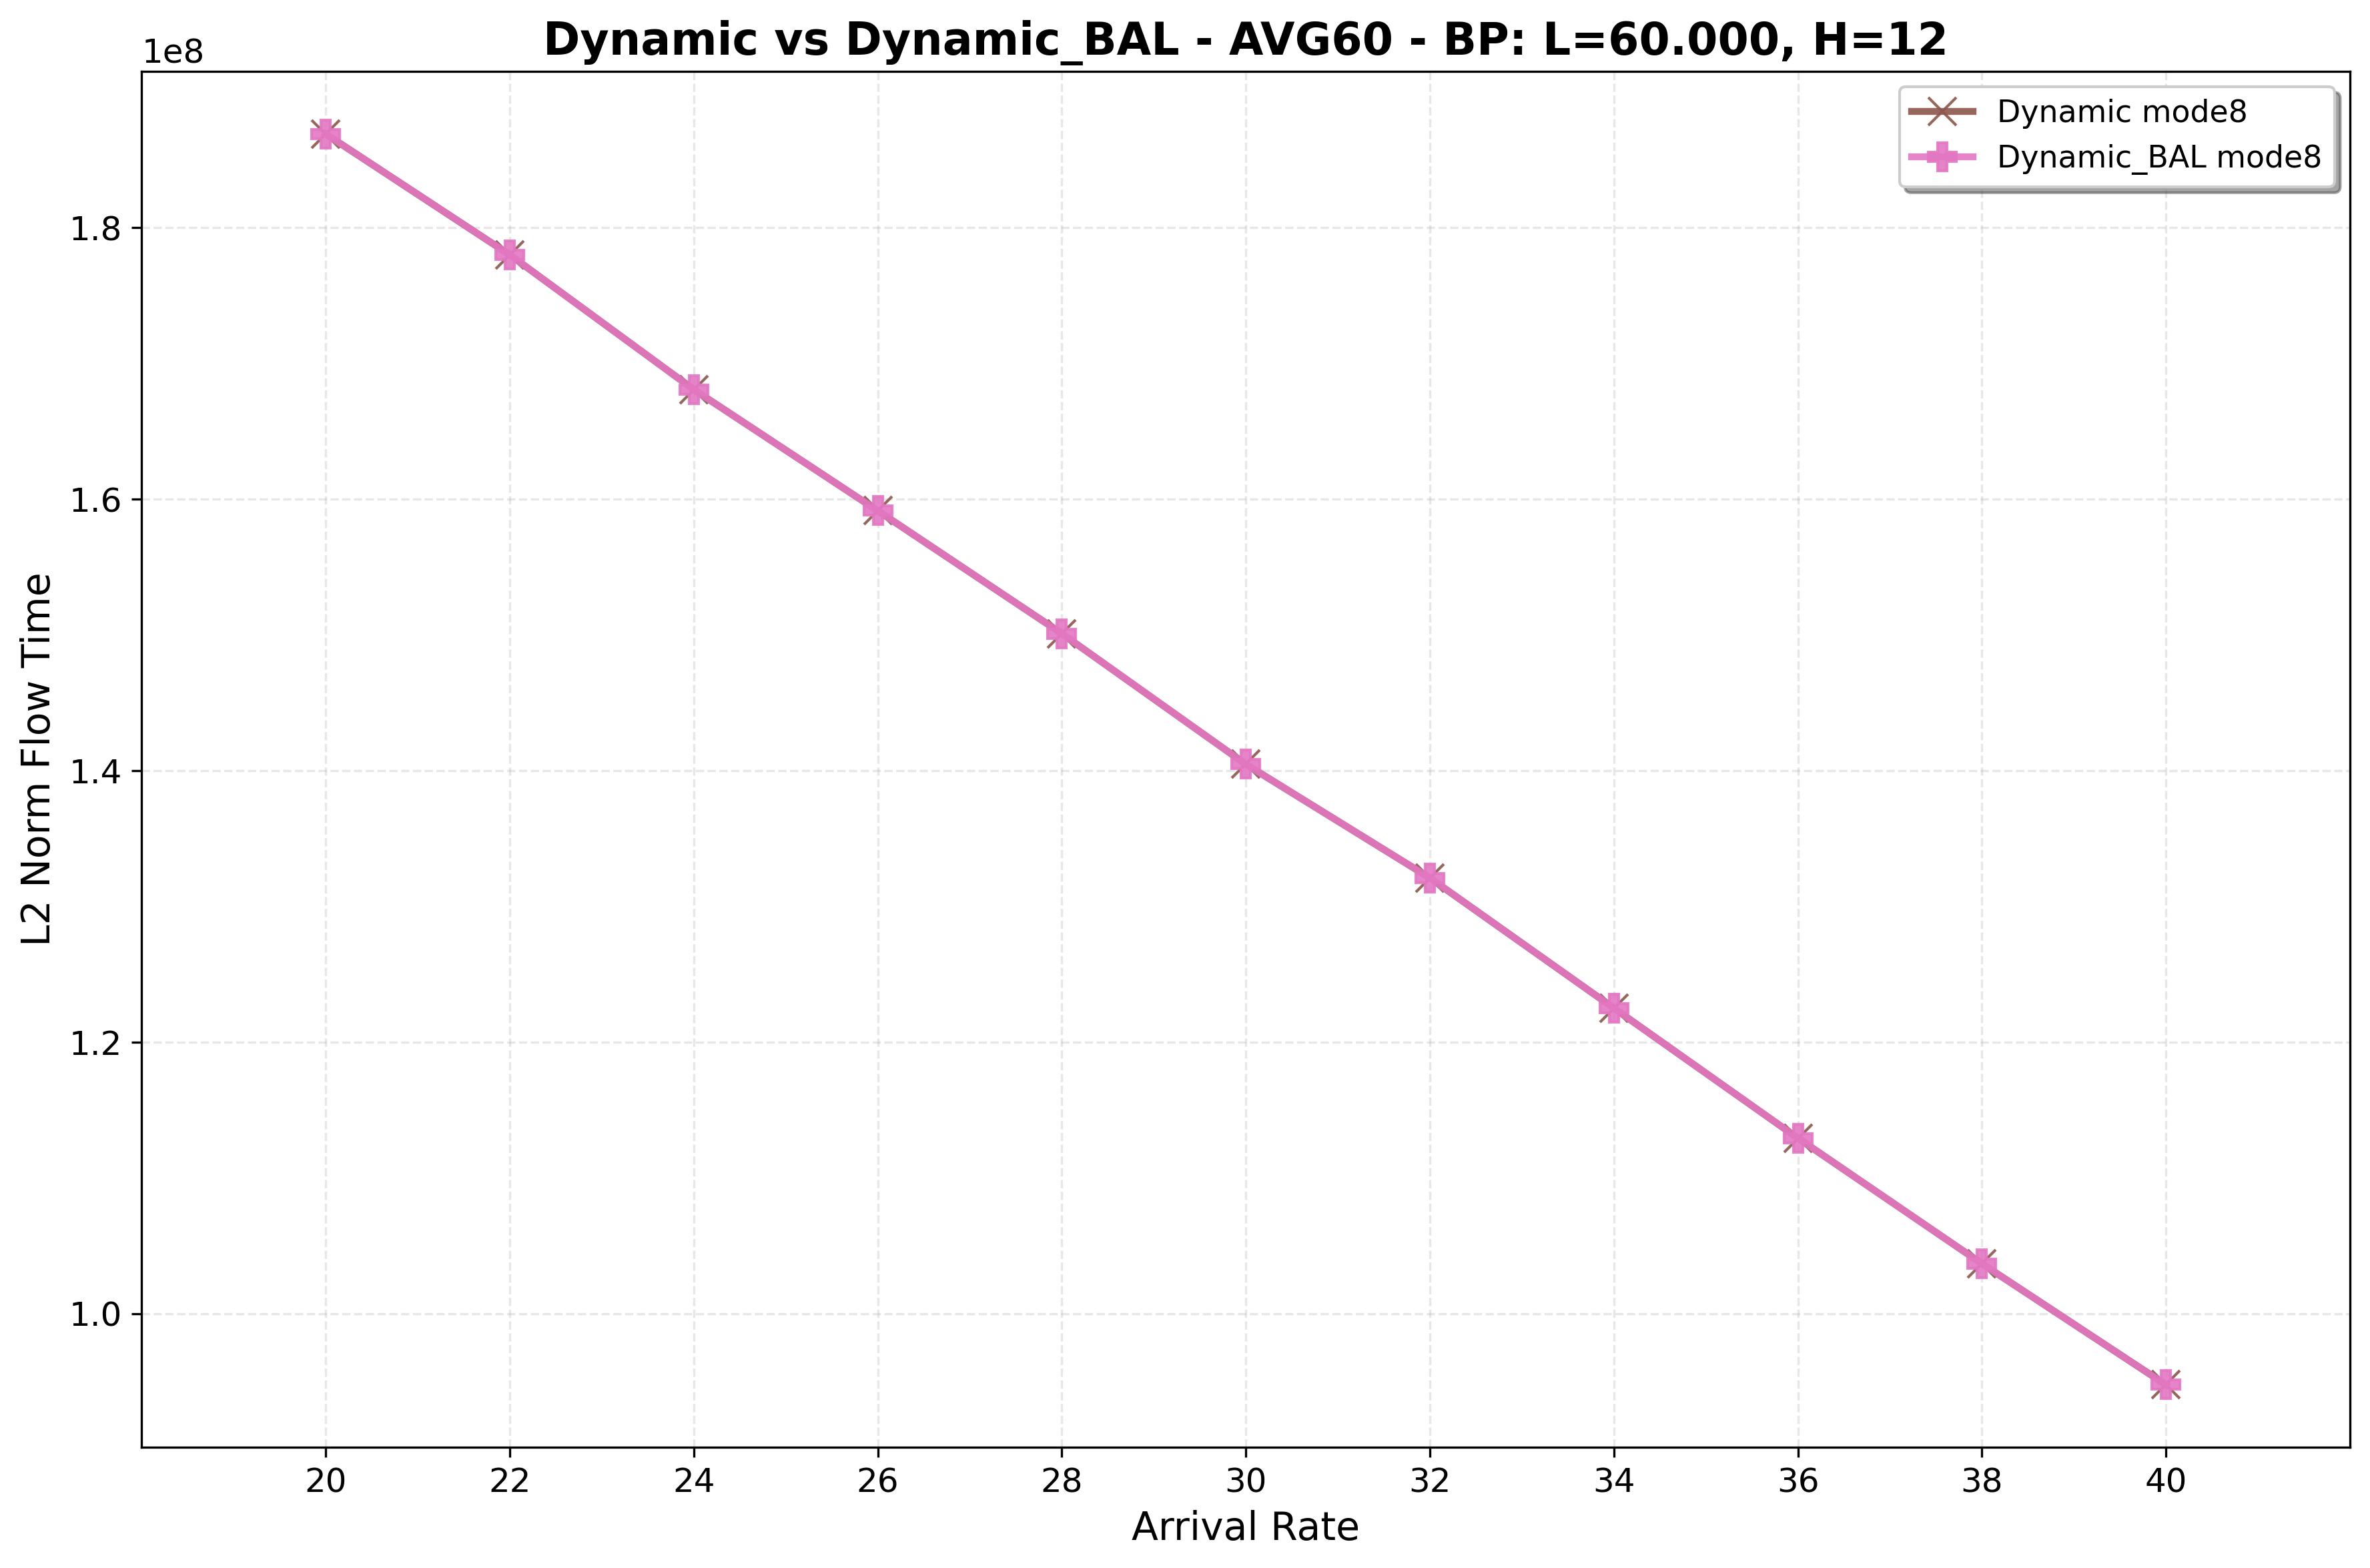 Dynamic vs Dynamic_BAL - AVG60 - BP: L=60.000, H=12
1e8
Dynamic mode8
Dynamic_BAL mode8
1.8
1.6
1.4
1.2
1.0
L2 Norm Flow Time
20 22 24 26 28 30 32 34 36 38 40
Arrival Rate